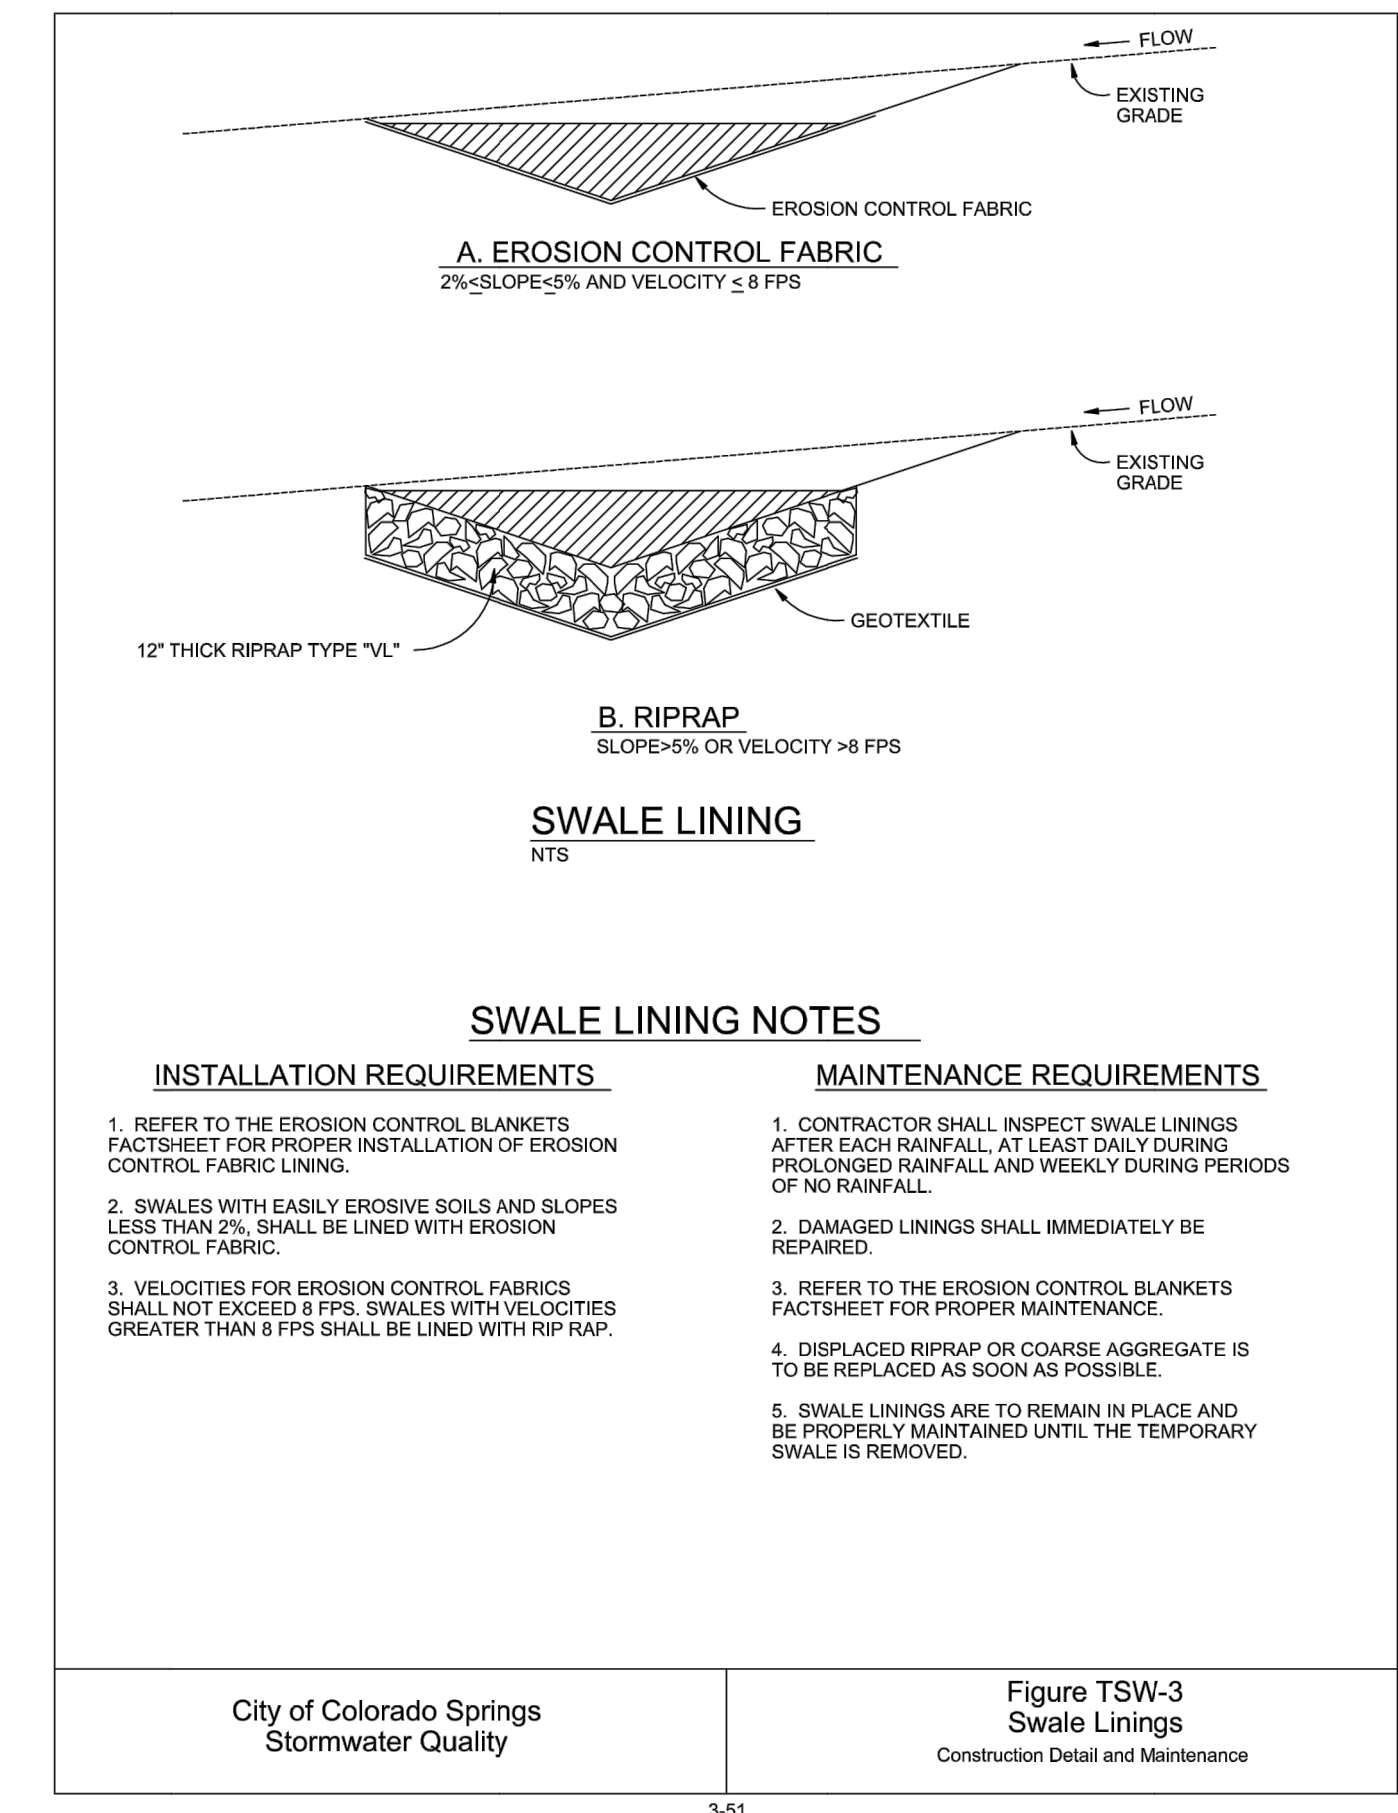 FLOW
EXISTING
GRADE
EROSION CONTROL FABRIC
A. EROSION CONTROL FABRIC
2%≤SLOPE≤5% AND VELOCITY ≤ 8 FPS
FLOW
EXISTING
GRADE
GEOTEXTILE
12" THICK RIPRAP TYPE "VL"
B. RIPRAP
SLOPE>5% OR VELOCITY >8 FPS
SWALE LINING
NTS
SWALE LINING NOTES
INSTALLATION REQUIREMENTS
1. REFER TO THE EROSION CONTROL BLANKETS
FACTSHEET FOR PROPER INSTALLATION OF EROSION
CONTROL FABRIC LINING.
2. SWALES WITH EASILY EROSIVE SOILS AND SLOPES
LESS THAN 2%, SHALL BE LINED WITH EROSION
CONTROL FABRIC.
3. VELOCITIES FOR EROSION CONTROL FABRICS
SHALL NOT EXCEED 8 FPS. SWALES WITH VELOCITIES
GREATER THAN 8 FPS SHALL BE LINED WITH RIP RAP.
MAINTENANCE REQUIREMENTS
1. CONTRACTOR SHALL INSPECT SWALE LININGS
AFTER EACH RAINFALL, AT LEAST DAILY DURING
PROLONGED RAINFALL AND WEEKLY DURING PERIODS
OF NO RAINFALL.
2. DAMAGED LININGS SHALL IMMEDIATELY BE
REPAIRED.
3. REFER TO THE EROSION CONTROL BLANKETS
FACTSHEET FOR PROPER MAINTENANCE.
4. DISPLACED RIPRAP OR COARSE AGGREGATE IS
TO BE REPLACED AS SOON AS POSSIBLE.
5. SWALE LININGS ARE TO REMAIN IN PLACE AND
BE PROPERLY MAINTAINED UNTIL THE TEMPORARY
SWALE IS REMOVED.
City of Colorado Springs
Stormwater Quality
Figure TSW-3
Swale Linings
Construction Detail and Maintenance
3-51